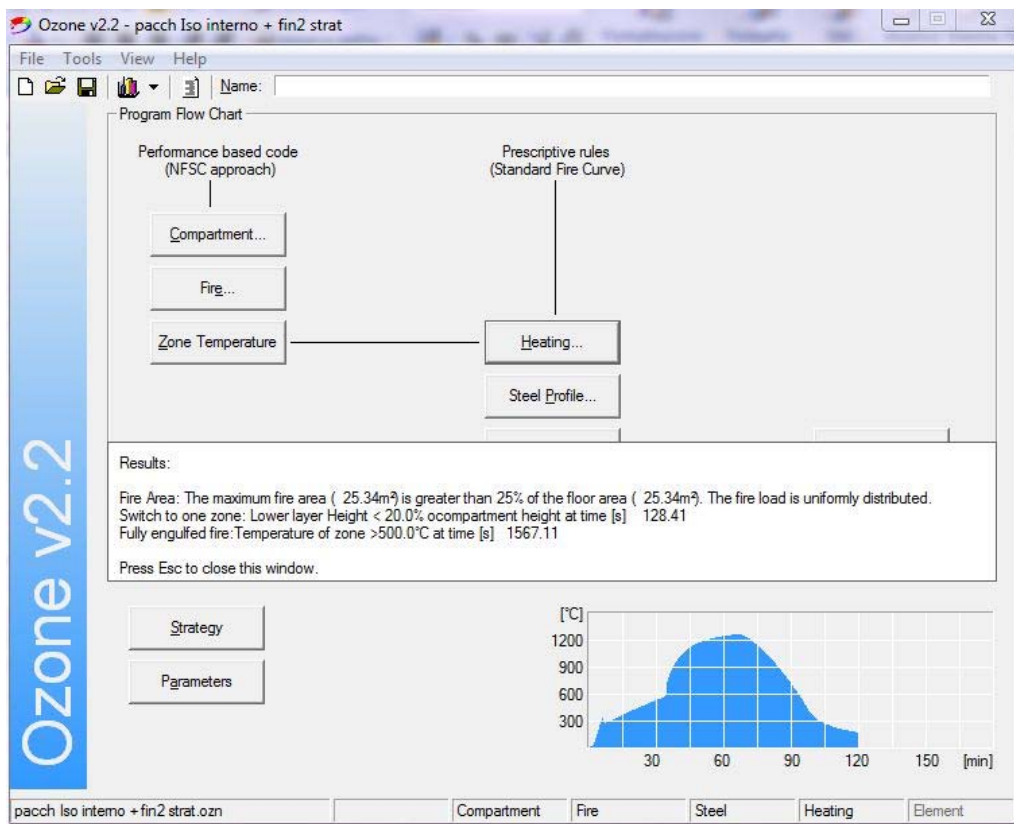 Ozone v2.2 - pacch Iso interno + fin2 strat
File Tools View Help
Name:
Program Flow Chart
Performance based code
(NFSC approach)
Prescriptive rules
(Standard Fire Curve)
Compartment...
Fire...
Zone Temperature
Heating...
Steel Profile...
Results:
Fire Area: The maximum fire area ( 25.34m²) is greater than 25% of the floor area ( 25.34m²). The fire load is uniformly distributed.
Switch to one zone: Lower layer Height < 20.0% ocompartment height at time [s] 128.41
Fully engulfed fire:Temperature of zone >500.0°C at time [s] 1567.11
Press Esc to close this window.
Strategy
Parameters
[°C]
1200
900
600
300
30 60 90 120 150 [min]
Ozone v2.2
pacch Iso interno + fin2 strat.ozn Compartment Fire Steel Heating Element